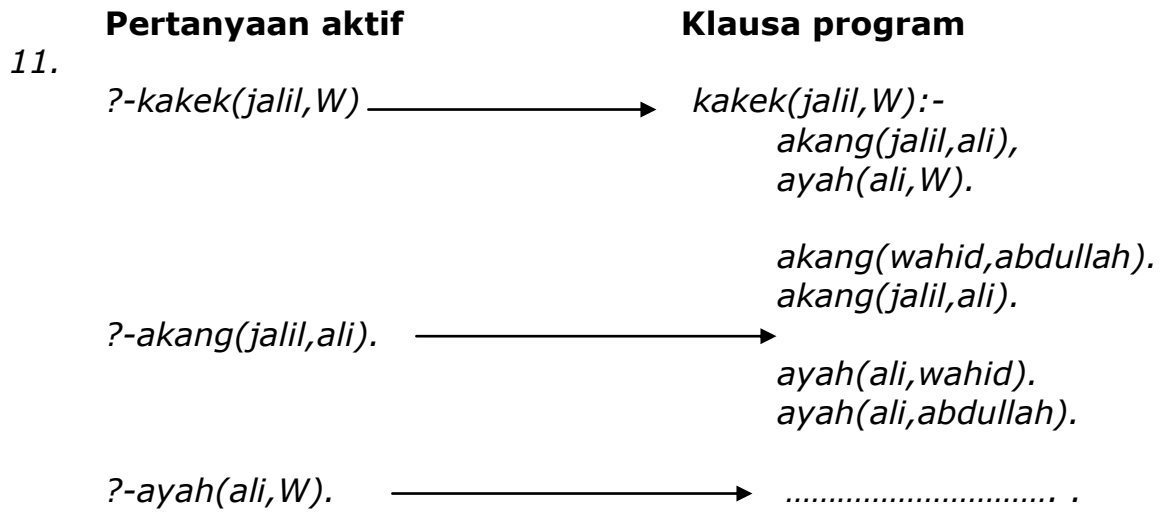 Pertanyaan aktif Klausa program
11.
?-kakek(jalil,W) kakek(jalil,W):-
akang(jalil,ali),
ayah(ali,W).
akang(wahid,abdullah).
akang(jalil,ali).
?-akang(jalil,ali).
ayah(ali,wahid).
ayah(ali,abdullah).
?-ayah(ali,W). …………………………. .